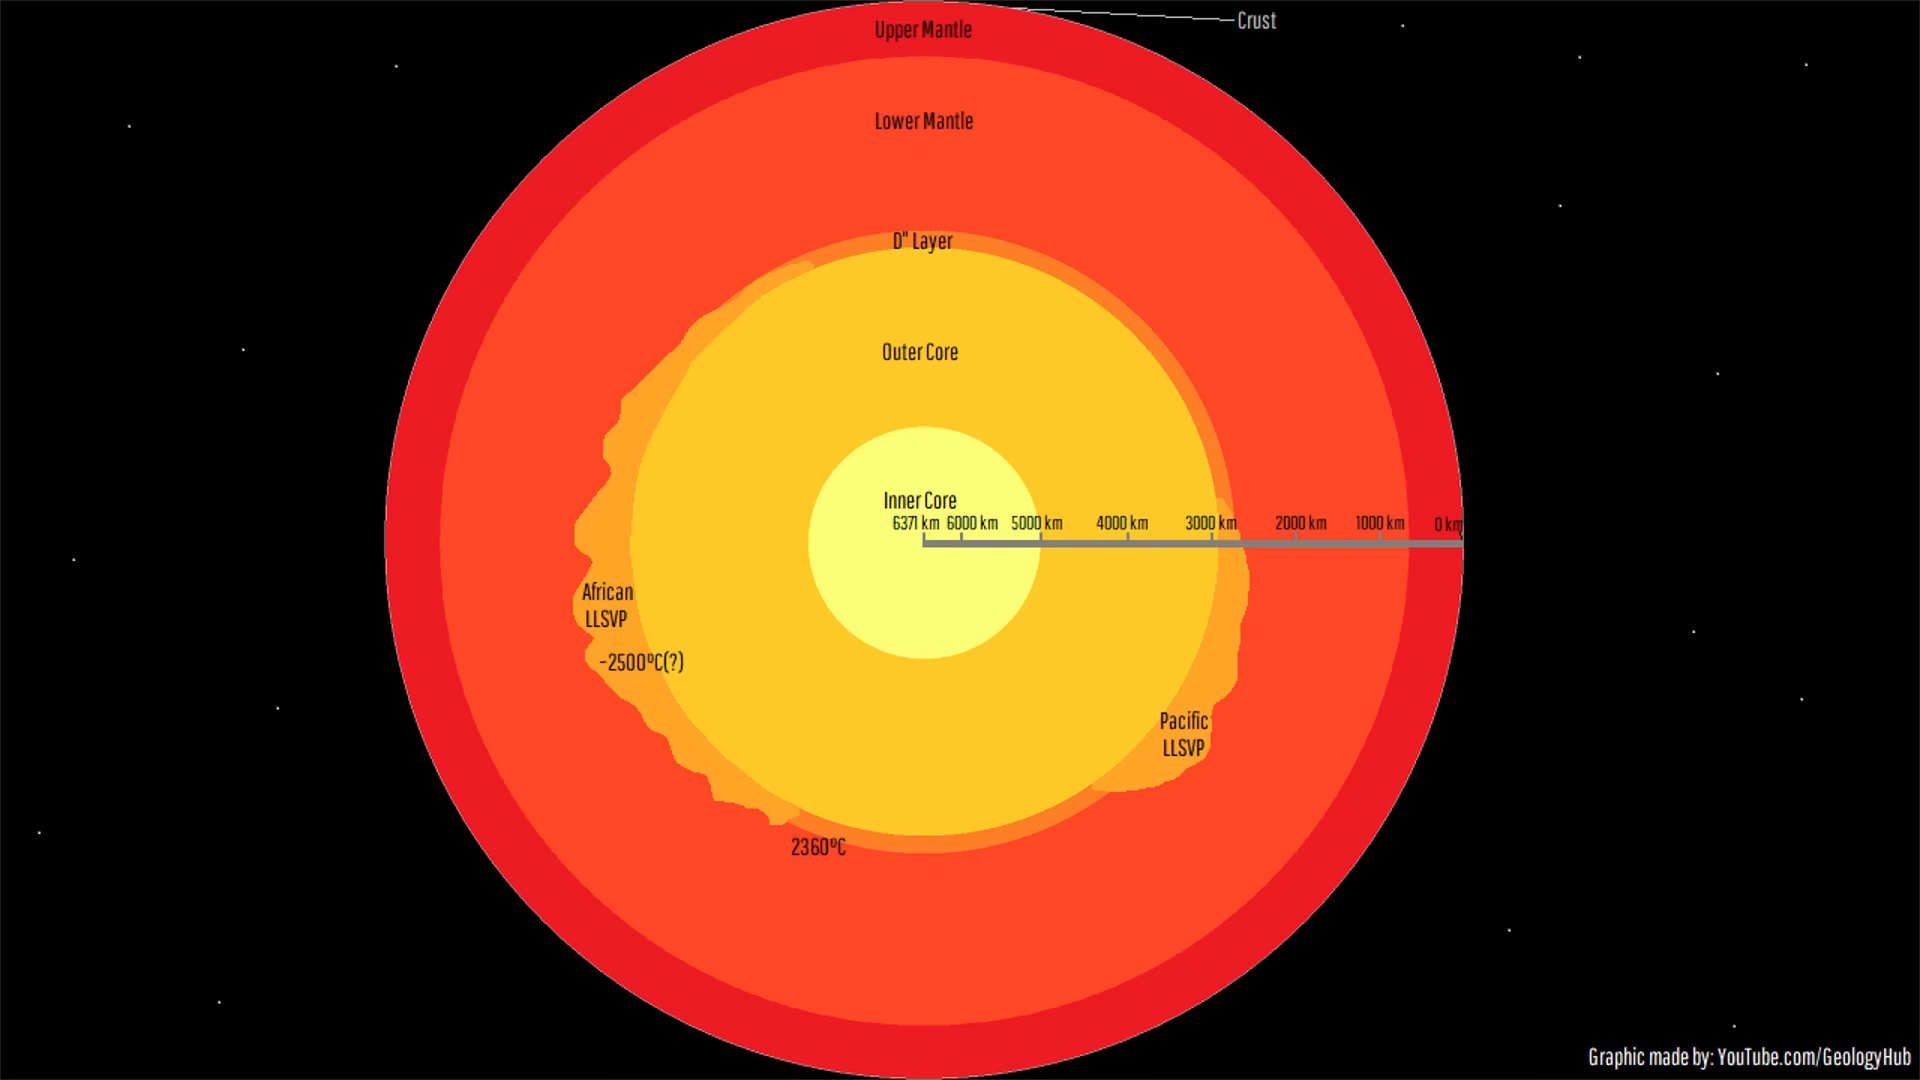 Crust
Upper Mantle
Lower Mantle
D" Layer
Outer Core
Inner Core
6371 km 6000 km 5000 km 4000 km 3000 km 2000 km 1000 km 0 km
African
LLSVP
~2500ºC(?)
Pacific
LLSVP
2360ºC
Graphic made by: YouTube.com/GeologyHub